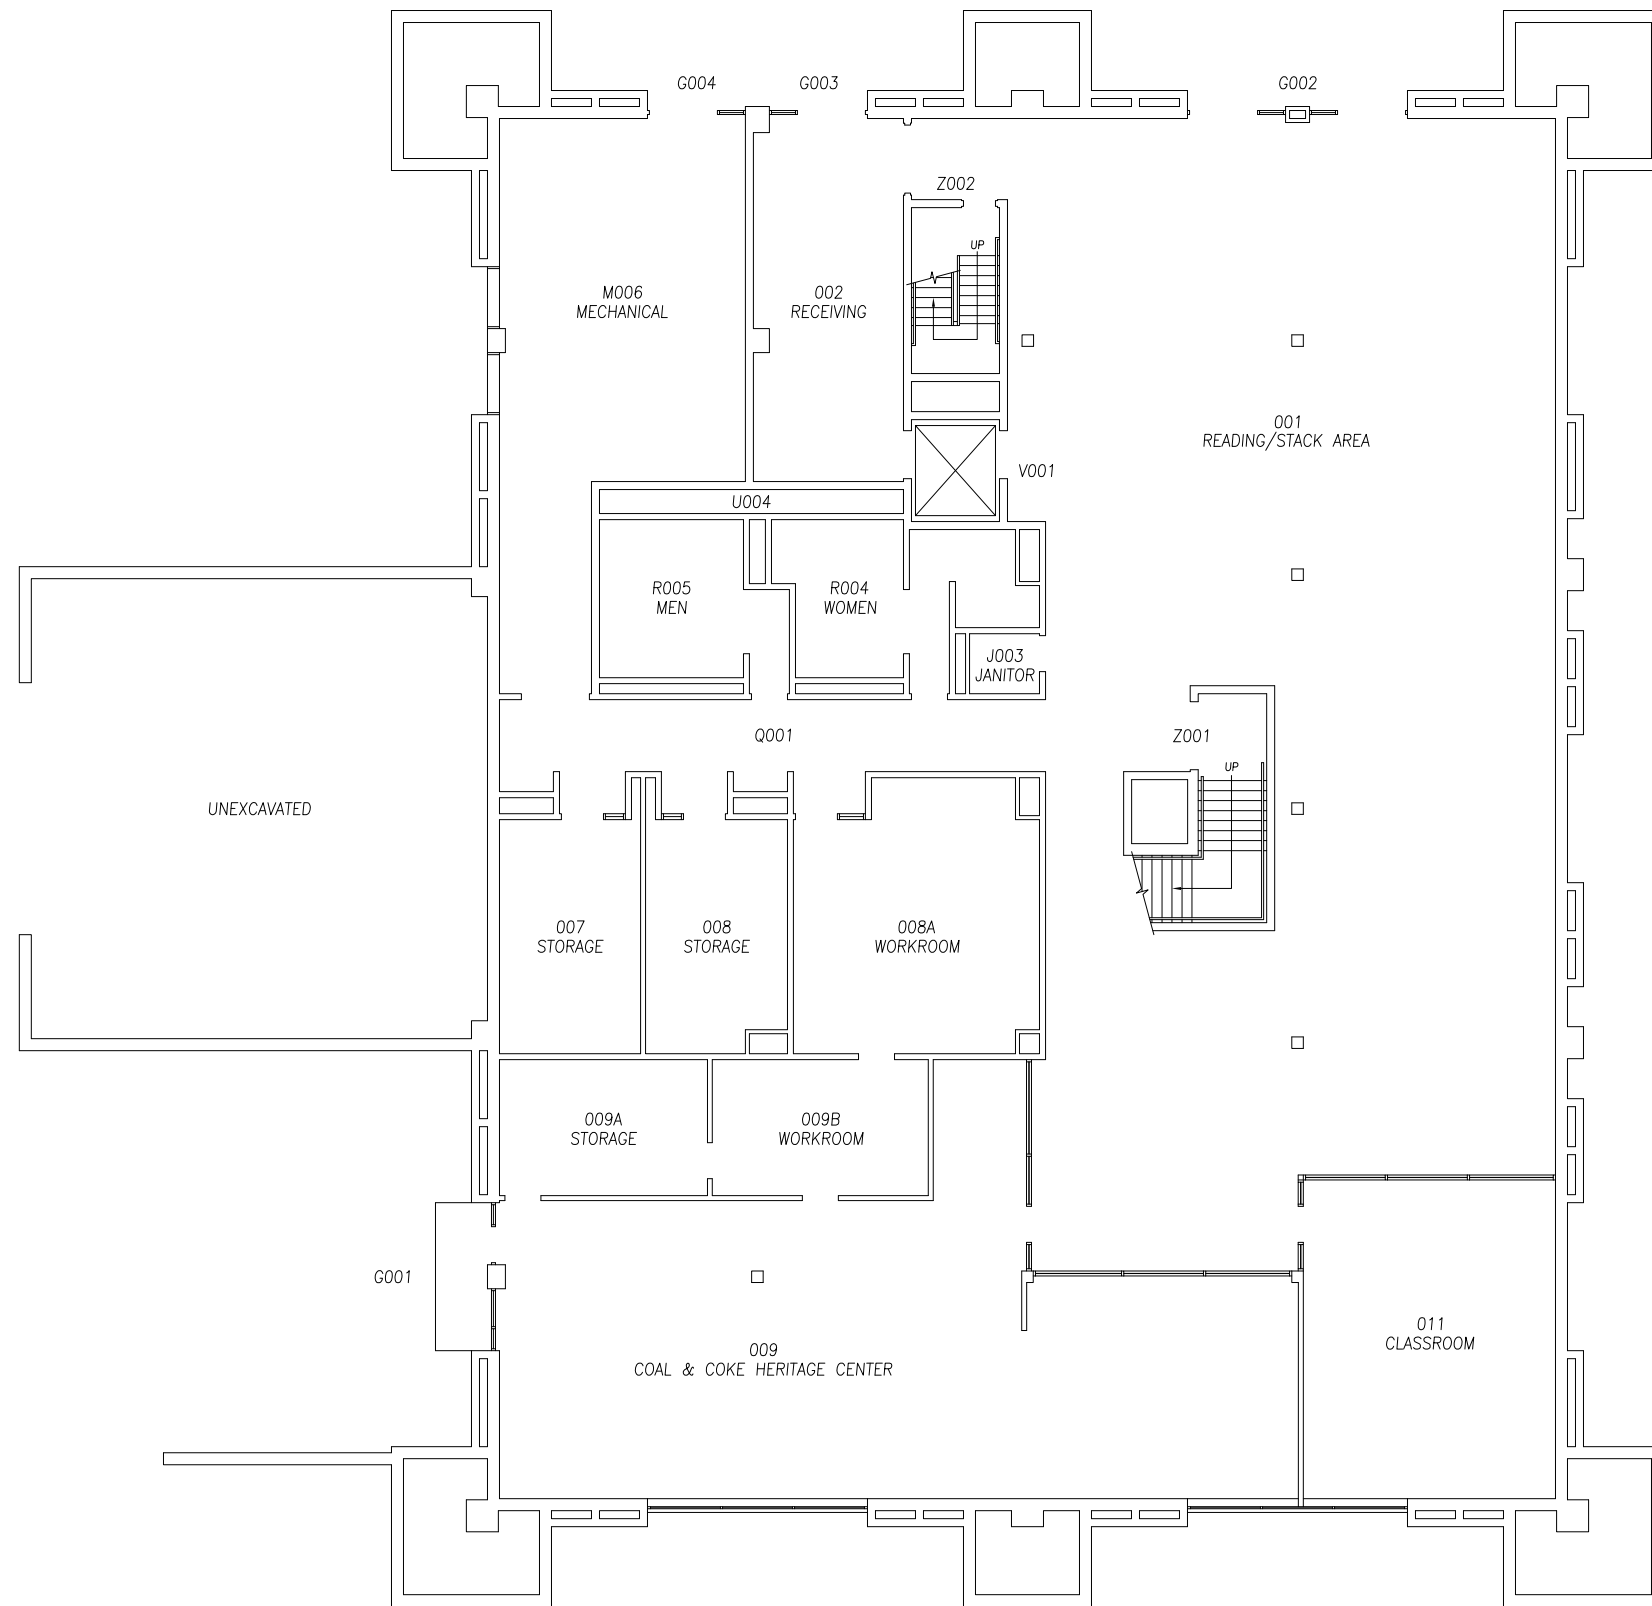 G004
G003
G002
Z002
UP
M006
MECHANICAL
002
RECEIVING
001
READING/STACK AREA
V001
U004
R005
MEN
R004
WOMEN
J003
JANITOR
Q001
Z001
UP
UNEXCAVATED
007
STORAGE
008
STORAGE
008A
WORKROOM
009A
STORAGE
009B
WORKROOM
G001
009
COAL & COKE HERITAGE CENTER
011
CLASSROOM